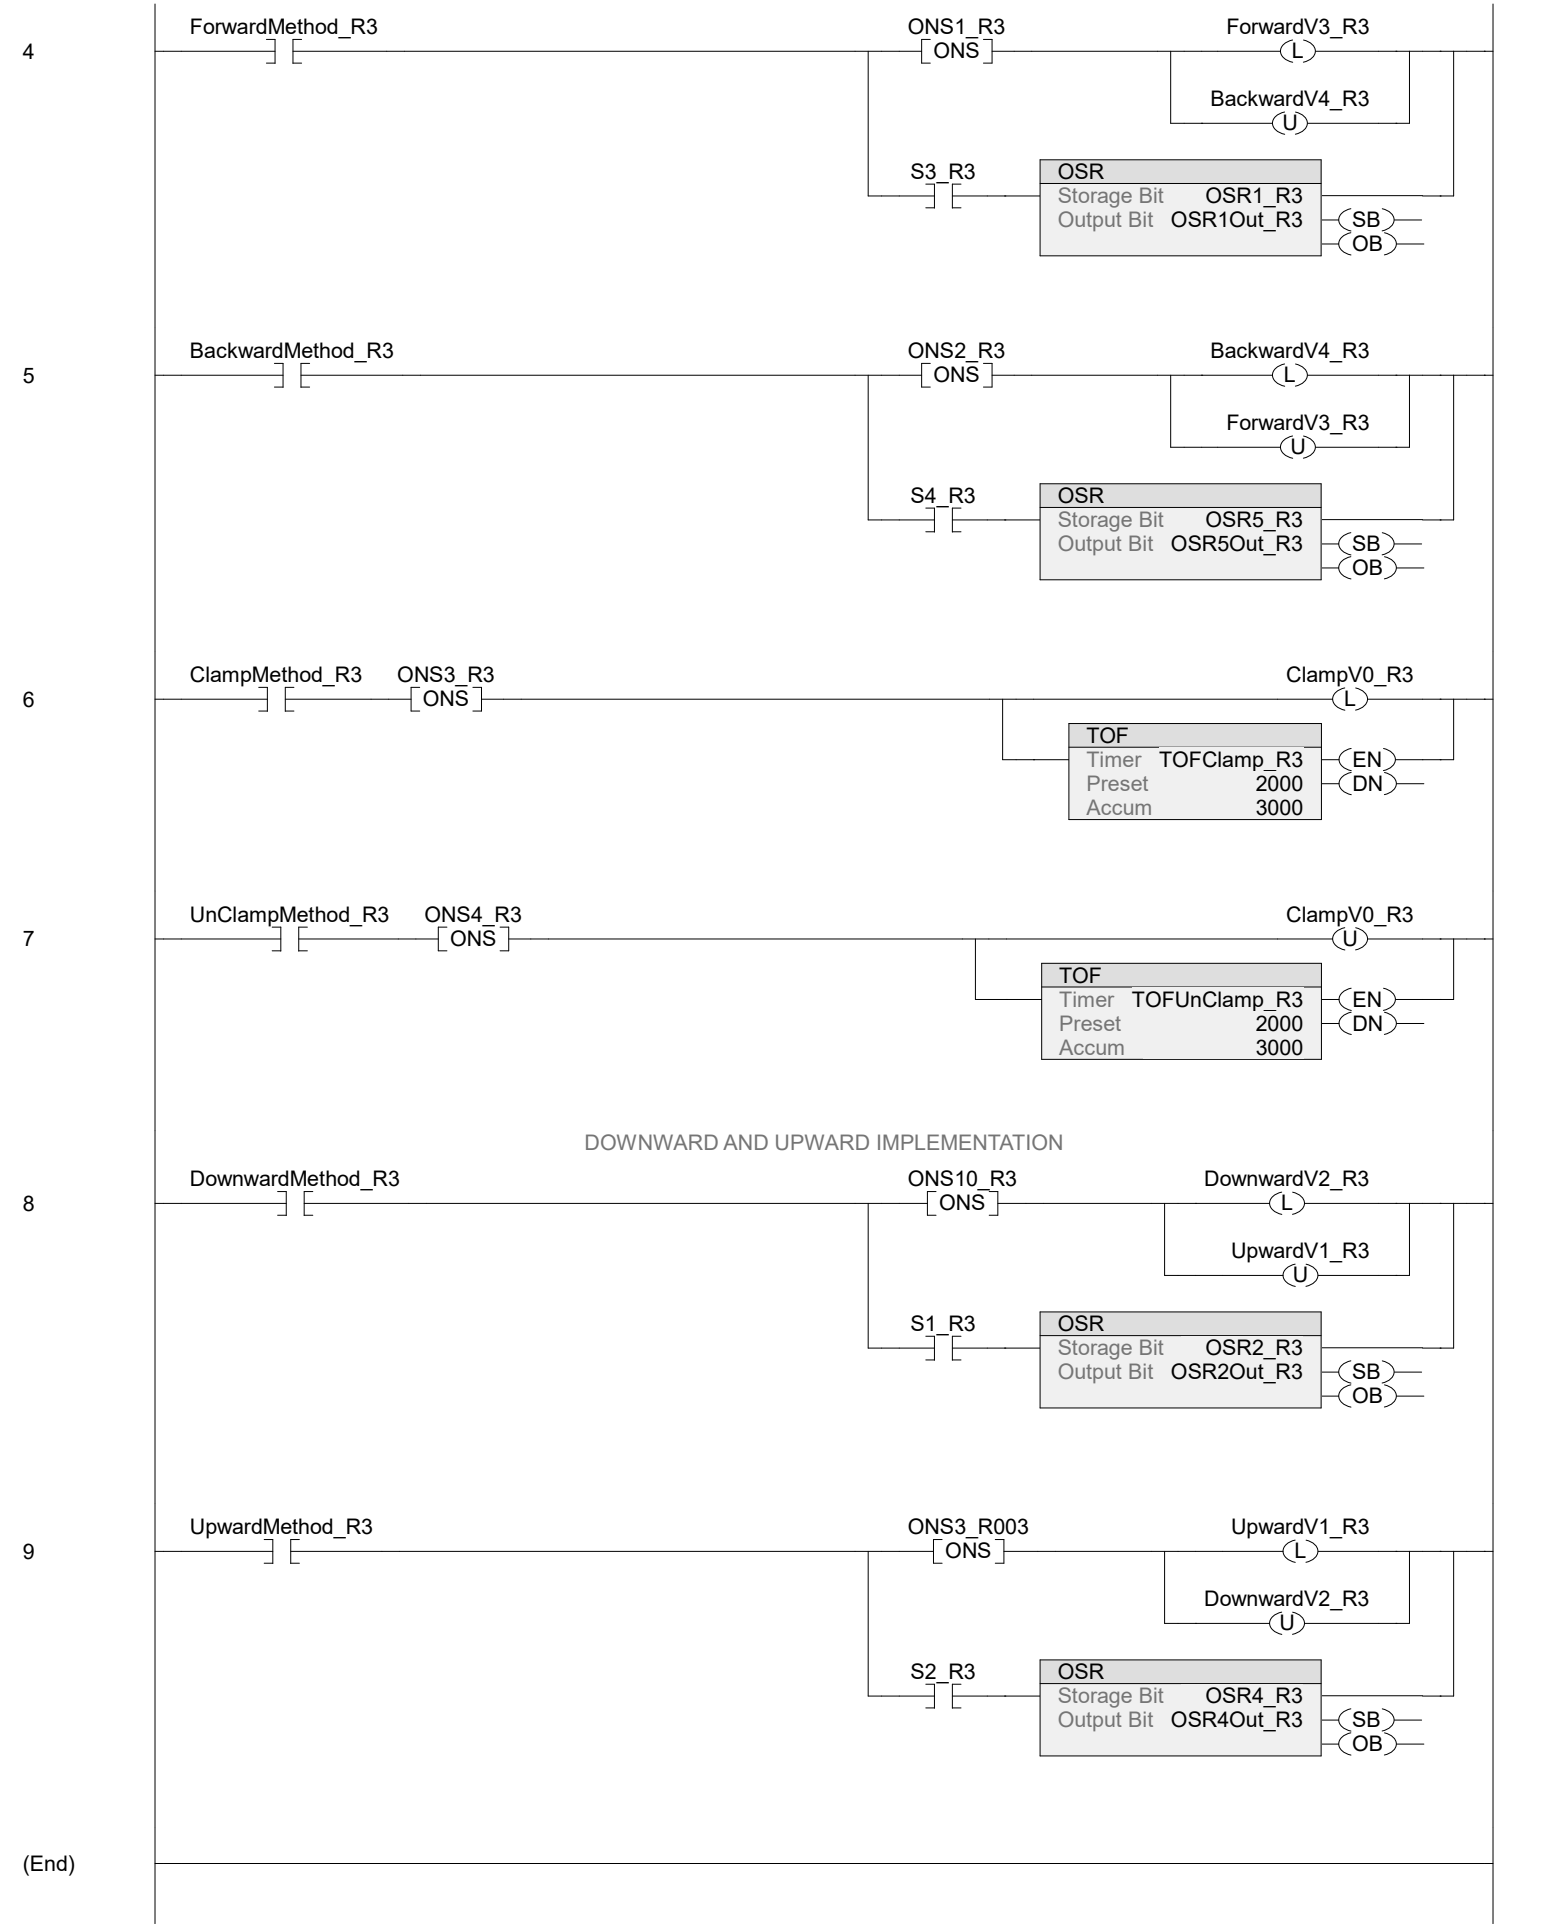 ForwardMethod_R3 ONS1_R3 ForwardV3_R3
4 ONS L
BackwardV4_R3
U
S3_R3 OSR
Storage Bit OSR1_R3
Output Bit OSR1Out_R3 SB
OB
BackwardMethod_R3 ONS2_R3 BackwardV4_R3
5 ONS L
ForwardV3_R3
U
S4_R3 OSR
Storage Bit OSR5_R3
Output Bit OSR5Out_R3 SB
OB
ClampMethod_R3 ONS3_R3 ClampV0_R3
6 ONS L
TOF
Timer TOFClamp_R3 EN
Preset 2000 DN
Accum 3000
UnClampMethod_R3 ONS4_R3 ClampV0_R3
7 ONS U
TOF
Timer TOFUnClamp_R3 EN
Preset 2000 DN
Accum 3000
DOWNWARD AND UPWARD IMPLEMENTATION
DownwardMethod_R3 ONS10_R3 DownwardV2_R3
8 ONS L
UpwardV1_R3
U
S1_R3 OSR
Storage Bit OSR2_R3
Output Bit OSR2Out_R3 SB
OB
UpwardMethod_R3 ONS3_R003 UpwardV1_R3
9 ONS L
DownwardV2_R3
U
S2_R3 OSR
Storage Bit OSR4_R3
Output Bit OSR4Out_R3 SB
OB
(End)